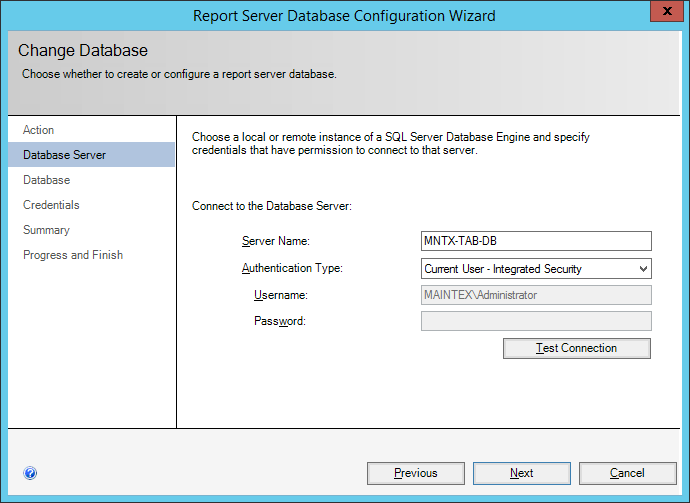 Report Server Database Configuration Wizard
x
Change Database
Choose whether to create or configure a report server database.
Action
Database Server
Database
Credentials
Summary
Progress and Finish
Choose a local or remote instance of a SQL Server Database Engine and specify
credentials that have permission to connect to that server.
Connect to the Database Server:
Server Name:
MNTX-TAB-DB
Authentication Type:
Current User - Integrated Security
Username:
MAINTEX\Administrator
Password:
Test Connection
?
Previous
Next
Cancel